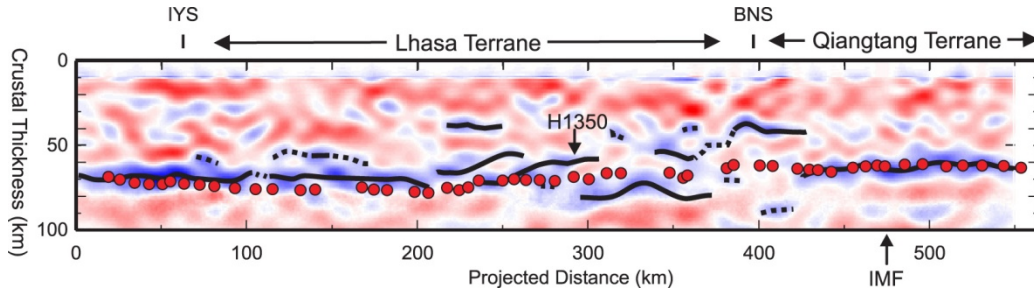 IYS
BNS
Lhasa Terrane
Qiangtang Terrane
Crustal Thickness (km)
0
50
100
H1350
0
100
200
300
400
500
Projected Distance (km)
IMF